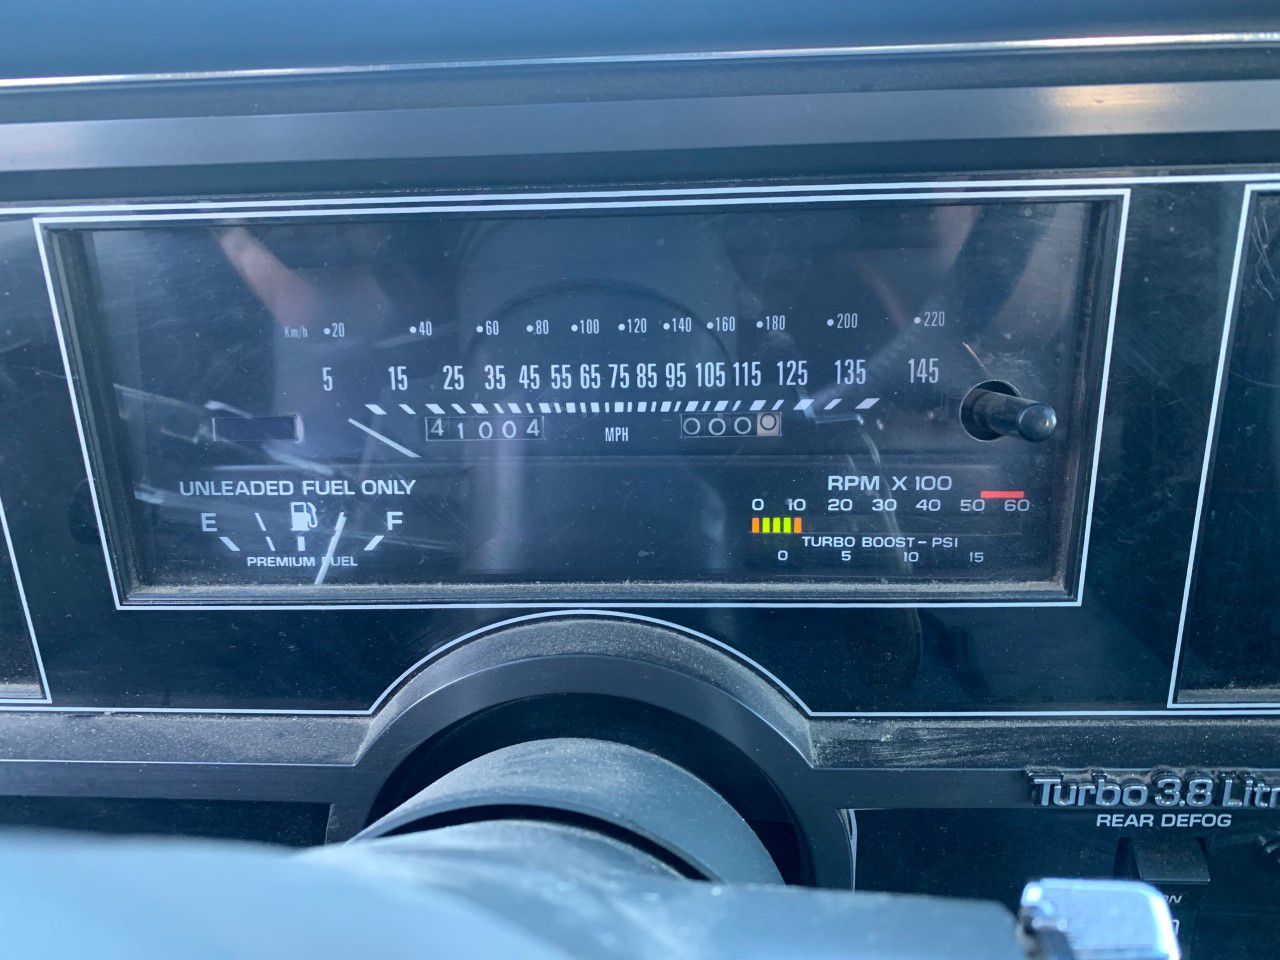 Km/h 20 40 60 80 100 120 140 160 180 200 220
5 15 25 35 45 55 65 75 85 95 105 115 125 135 145
41004 MPH 0000
UNLEADED FUEL ONLY
E F
PREMIUM FUEL
RPM X 100
0 10 20 30 40 50 60
TURBO BOOST-PSI
0 5 10 15
Turbo 3.8 Litr
REAR DEFOG